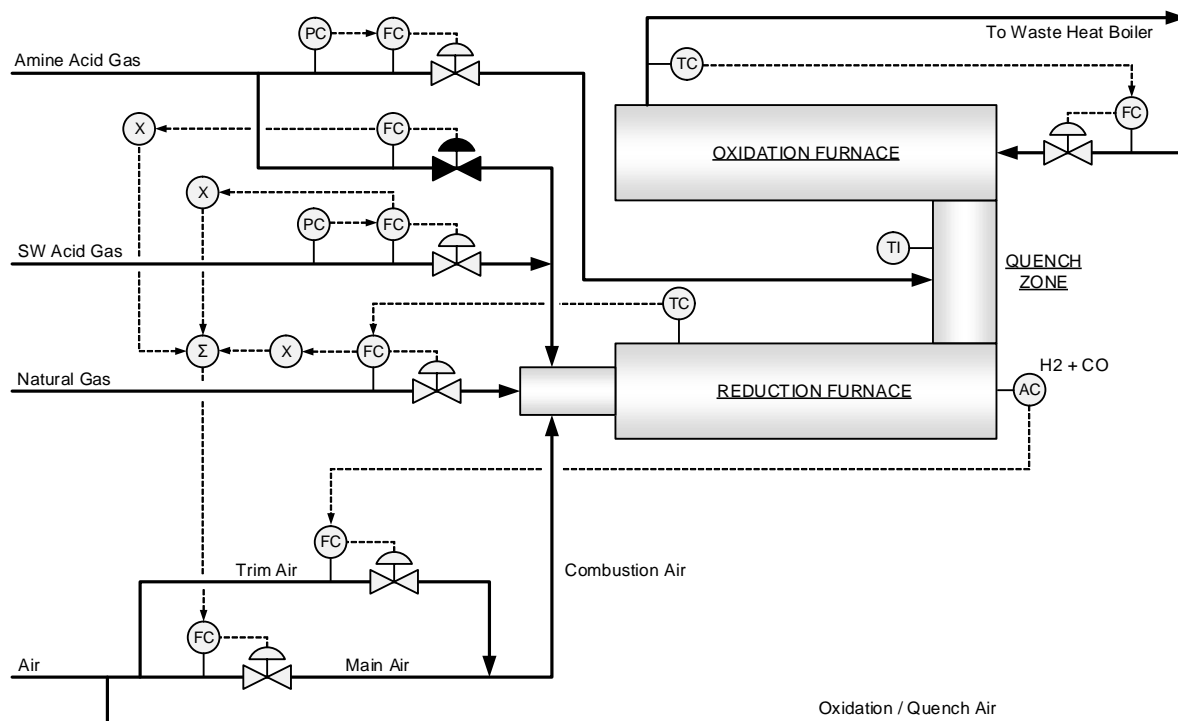 To Waste Heat Boiler
PC
FC
TC
Amine Acid Gas
FC
X
FC
OXIDATION FURNACE
X
PC
FC
SW Acid Gas
TI
QUENCH
ZONE
TC
Σ
X
FC
H2 + CO
Natural Gas
REDUCTION FURNACE
AC
FC
Trim Air
Combustion Air
FC
Air
Main Air
Oxidation / Quench Air